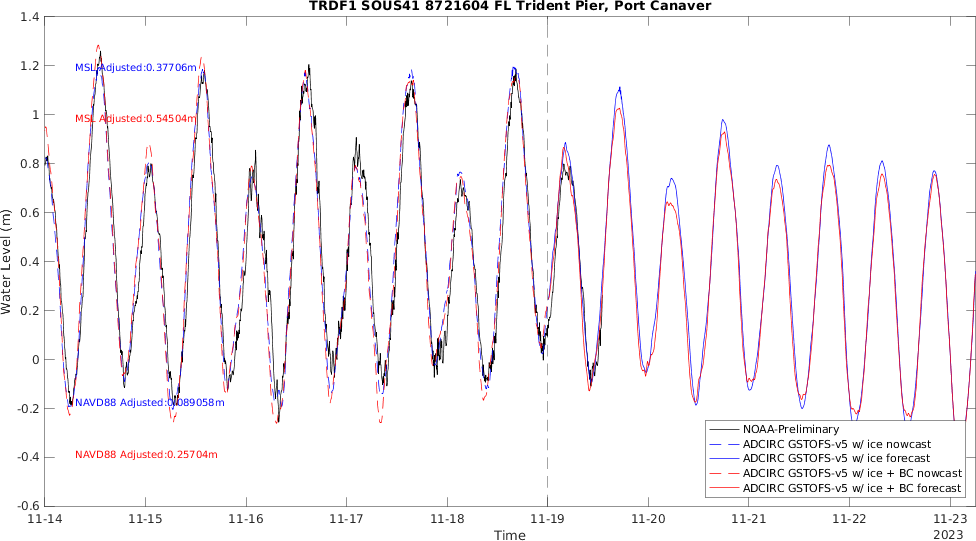 TRDF1 SOUS41 8721604 FL Trident Pier, Port Canaver
1.4
1.2
1
0.8
0.6
0.4
0.2
0
-0.2
-0.4
-0.6
Water Level (m)
MSL Adjusted:0.37706m
MSL Adjusted:0.54504m
NAVD88 Adjusted:0.089058m
NAVD88 Adjusted:0.25704m
NOAA-Preliminary
ADCIRC GSTOFS-v5 w/ ice nowcast
ADCIRC GSTOFS-v5 w/ ice forecast
ADCIRC GSTOFS-v5 w/ ice + BC nowcast
ADCIRC GSTOFS-v5 w/ ice + BC forecast
11-14 11-15 11-16 11-17 11-18 11-19 11-20 11-21 11-22 11-23
Time
2023